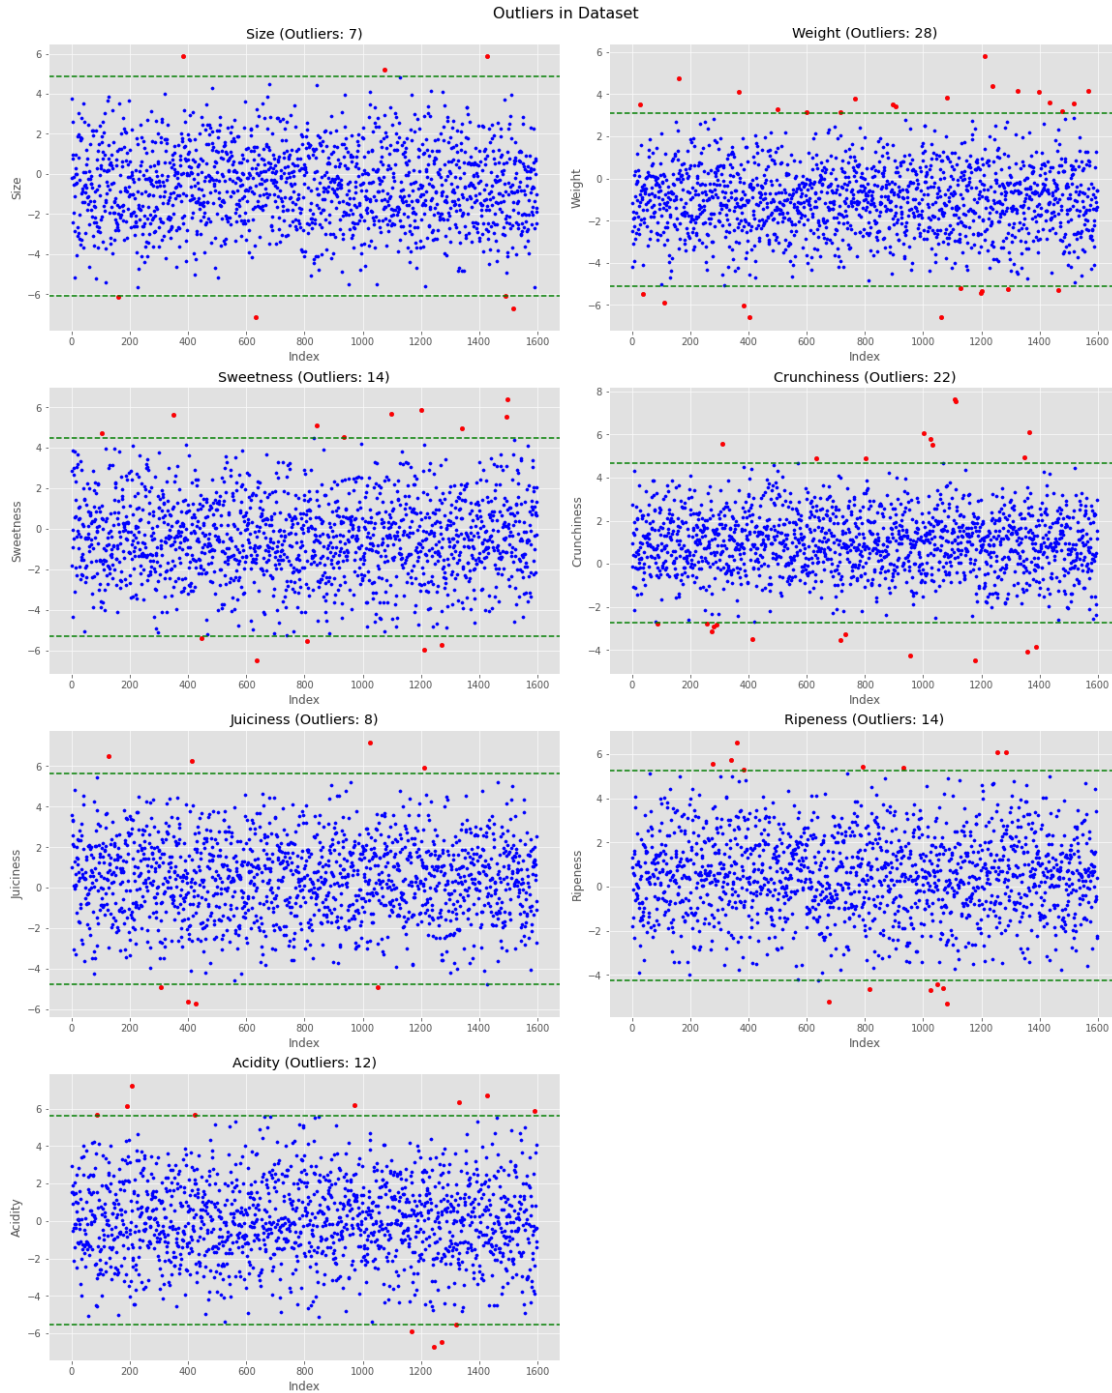 Outliers in Dataset
Size (Outliers: 7)
6
4
2
0
−2
−4
−6
Size
0 200 400 600 800 1000 1200 1400 1600
Index
Weight (Outliers: 28)
6
4
2
0
−2
−4
−6
Weight
0 200 400 600 800 1000 1200 1400 1600
Index
Sweetness (Outliers: 14)
6
4
2
0
−2
−4
−6
Sweetness
0 200 400 600 800 1000 1200 1400 1600
Index
Crunchiness (Outliers: 22)
8
6
4
2
0
−2
−4
Crunchiness
0 200 400 600 800 1000 1200 1400 1600
Index
Juiciness (Outliers: 8)
6
4
2
0
−2
−4
−6
Juiciness
0 200 400 600 800 1000 1200 1400 1600
Index
Ripeness (Outliers: 14)
6
4
2
0
−2
−4
Ripeness
0 200 400 600 800 1000 1200 1400 1600
Index
Acidity (Outliers: 12)
6
4
2
0
−2
−4
−6
Acidity
0 200 400 600 800 1000 1200 1400 1600
Index